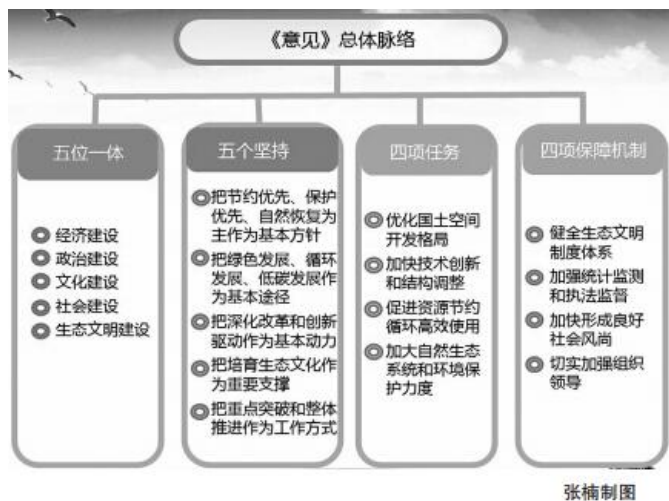 《意见》总体脉络
五位一体
经济建设
政治建设
文化建设
社会建设
生态文明建设
五个坚持
把节约优先、保护
优先、自然恢复为
主作为基本方针
把绿色发展、循环
发展、低碳发展作
为基本途径
把深化改革和创新
驱动作为基本动力
把培育生态文化作
为重要支撑
把重点突破和整体
推进作为工作方式
四项任务
优化国土空间
开发格局
加快技术创新
和结构调整
促进资源节约
循环高效使用
加大自然生态
系统和环境保
护力度
四项保障机制
健全生态文明
制度体系
加强统计监测
和执法监督
加快形成良好
社会风尚
切实加强组织
领导
张楠制图